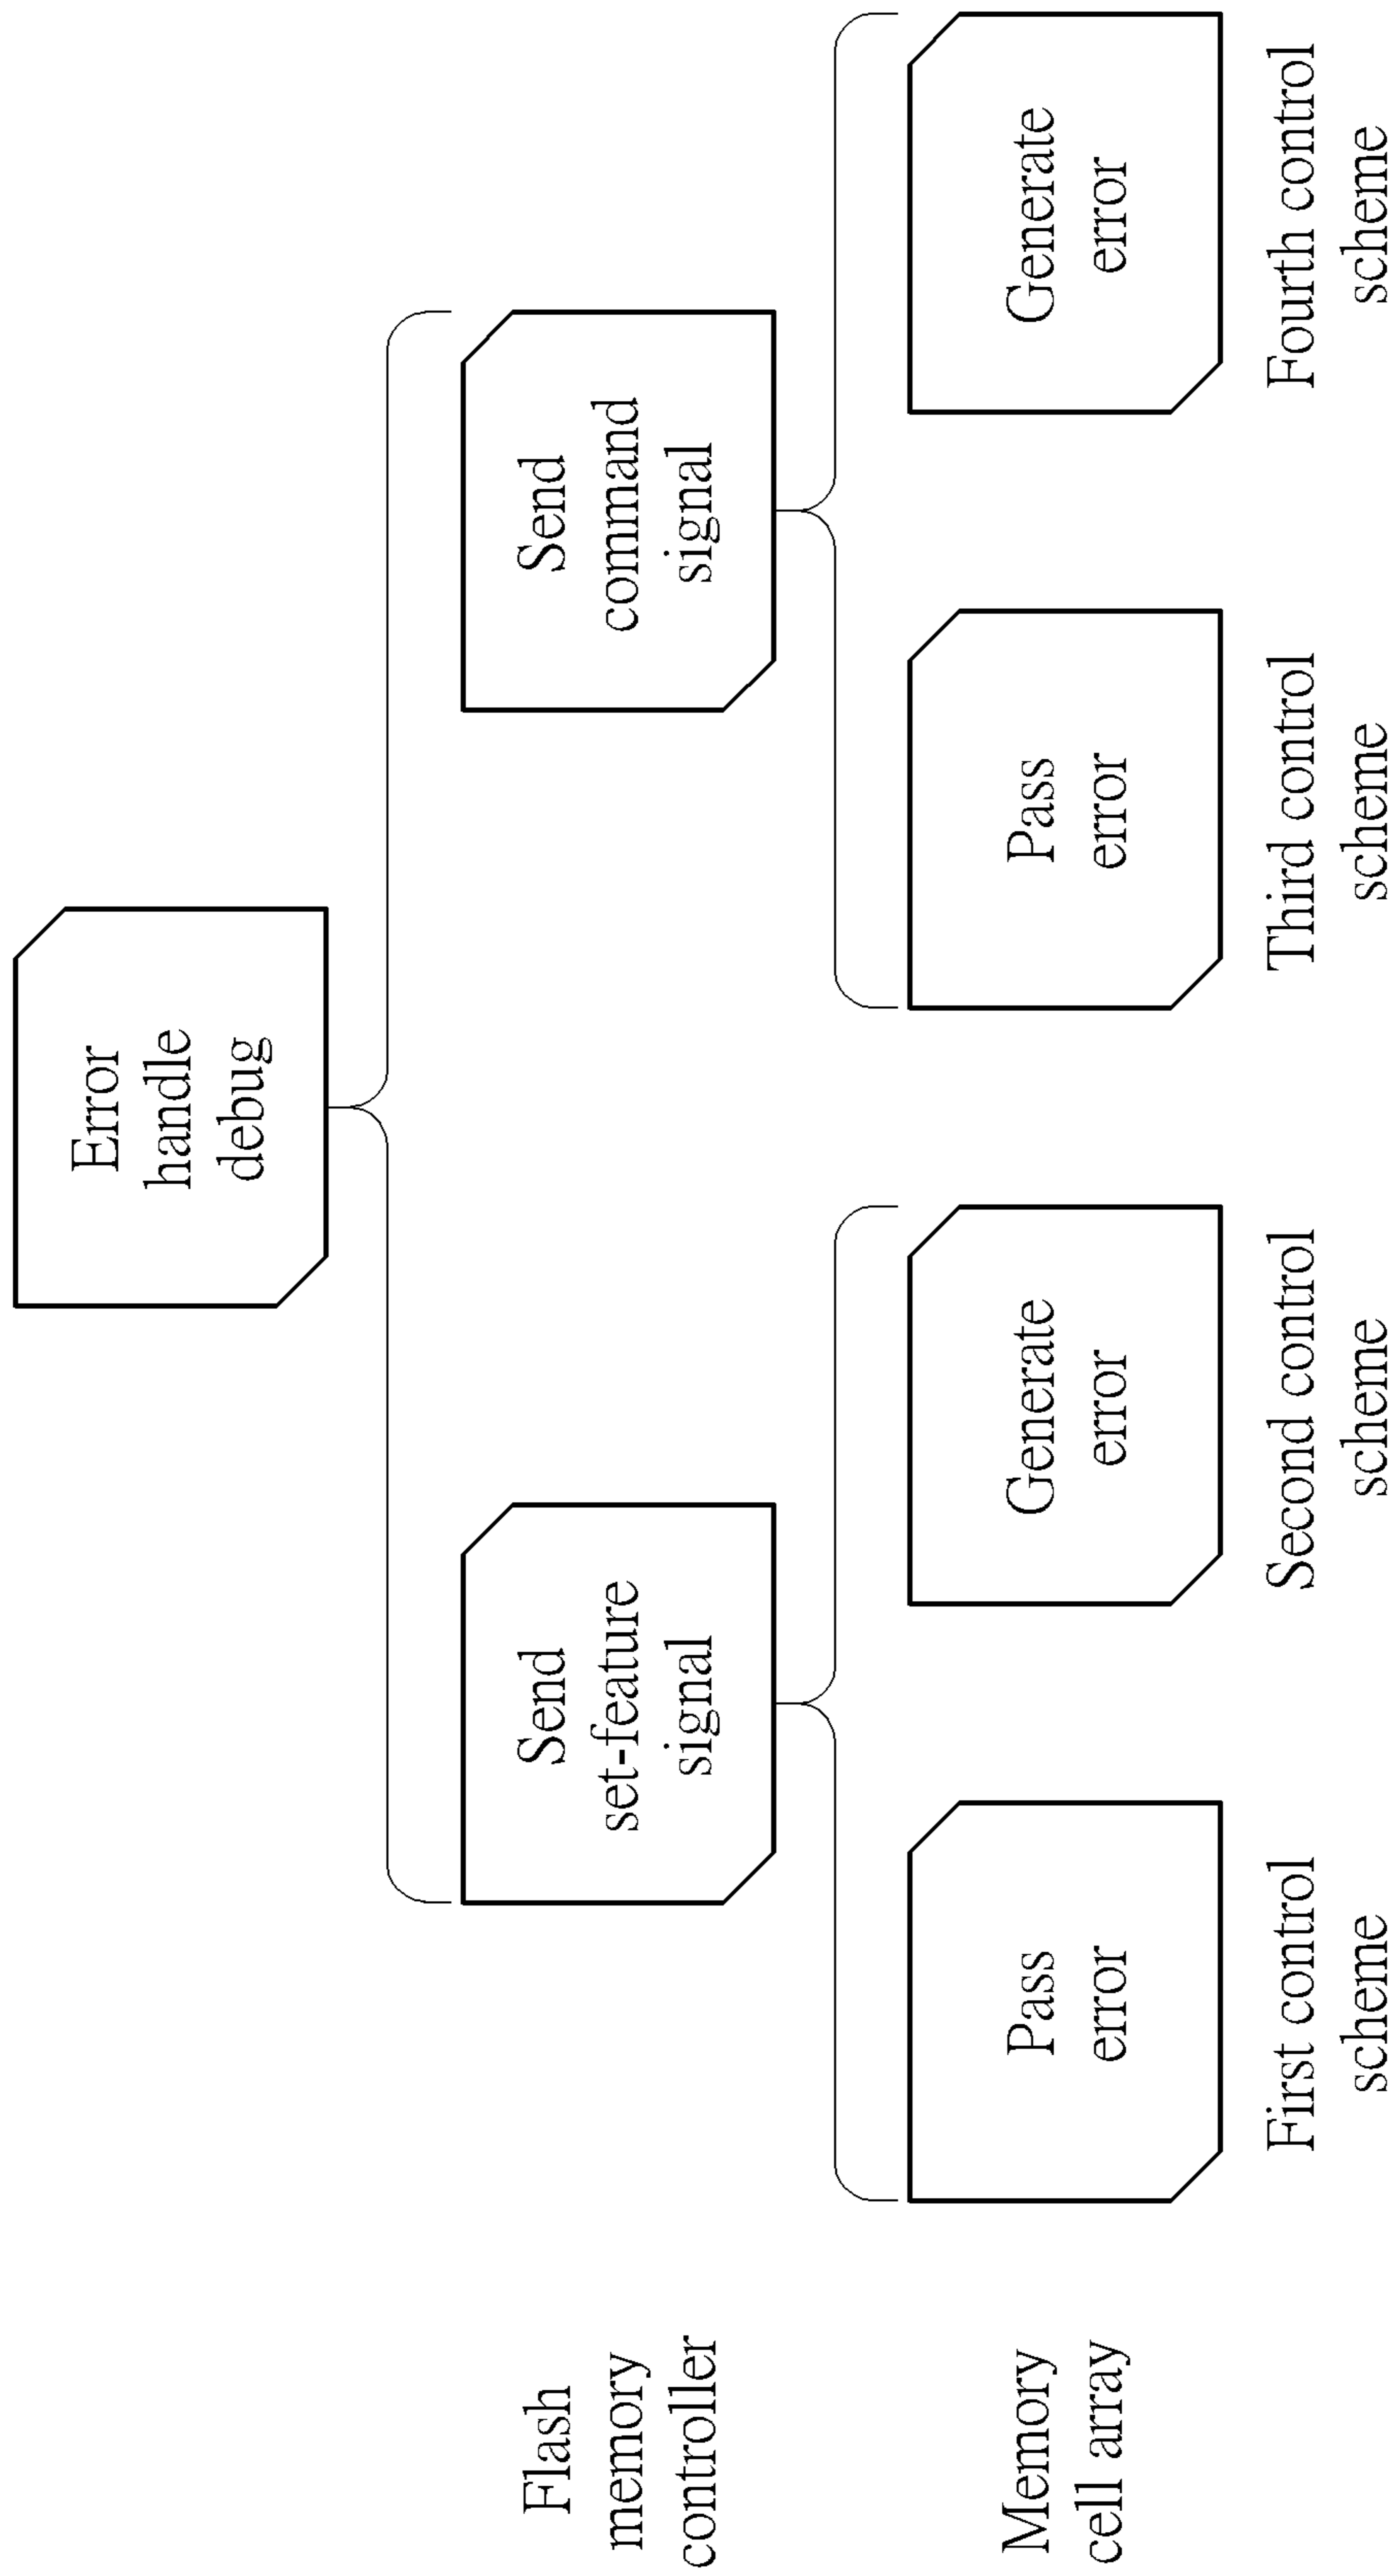 Error
handle
debug
Flash
memory
controller
Send
set-feature
signal
Send
command
signal
Memory
cell array
Pass
error
Generate
error
Pass
error
Generate
error
First control
scheme
Second control
scheme
Third control
scheme
Fourth control
scheme